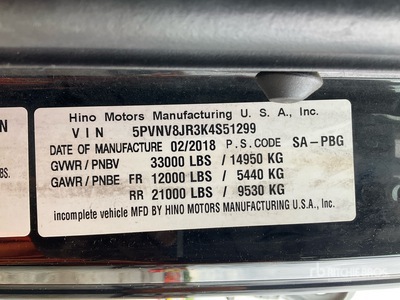 Hino Motors Manufacturing U. S. A., Inc.
V I N 5PVNV8JR3K4S51299
DATE OF MANUFACTURE 02/2018 P.S.CODE SA-PBG
GVWR / PNBV 33000 LBS / 14950 KG
GAWR / PNBE FR 12000 LBS / 5440 KG
RR 21000 LBS / 9530 KG
incomplete vehicle MFD BY HINO MOTORS MANUFACTURING U.S.A., Inc.
N
BS.